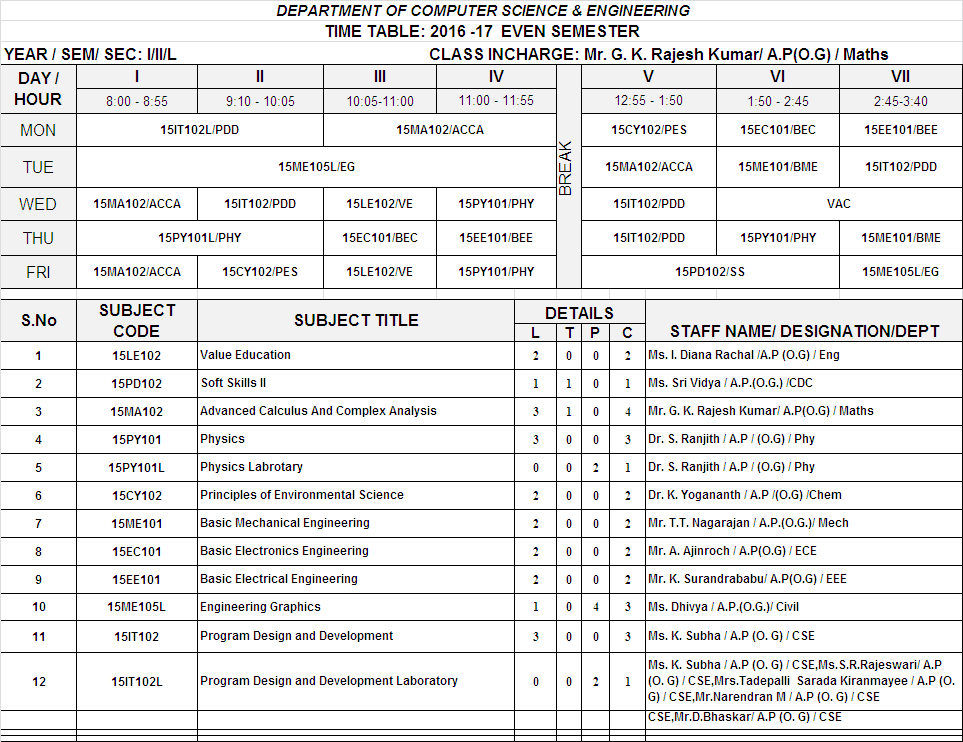 DEPARTMENT OF COMPUTER SCIENCE & ENGINEERING
TIME TABLE: 2016 -17 EVEN SEMESTER
YEAR / SEM/ SEC: I/II/L CLASS INCHARGE: Mr. G. K. Rajesh Kumar/ A.P(O.G) / Maths
DAY / HOUR I II III IV BREAK V VI VII
8:00 - 8:55 9:10 - 10:05 10:05-11:00 11:00 - 11:55 12:55 - 1:50 1:50 - 2:45 2:45-3:40
MON 15IT102L/PDD 15MA102/ACCA 15CY102/PES 15EC101/BEC 15EE101/BEE
TUE 15ME105L/EG 15MA102/ACCA 15ME101/BME 15IT102/PDD
WED 15MA102/ACCA 15IT102/PDD 15LE102/VE 15PY101/PHY 15IT102/PDD VAC
THU 15PY101L/PHY 15EC101/BEC 15EE101/BEE 15IT102/PDD 15PY101/PHY 15ME101/BME
FRI 15MA102/ACCA 15CY102/PES 15LE102/VE 15PY101/PHY 15PD102/SS 15ME105L/EG
S.No SUBJECT CODE SUBJECT TITLE DETAILS STAFF NAME/ DESIGNATION/DEPT
L T P C
1 15LE102 Value Education 2 0 0 2 Ms. I. Diana Rachal /A.P (O.G) / Eng
2 15PD102 Soft Skills II 1 1 0 1 Ms. Sri Vidya / A.P.(O.G.) /CDC
3 15MA102 Advanced Calculus And Complex Analysis 3 1 0 4 Mr. G. K. Rajesh Kumar/ A.P(O.G) / Maths
4 15PY101 Physics 3 0 0 3 Dr. S. Ranjith / A.P / (O.G) / Phy
5 15PY101L Physics Labrotary 0 0 2 1 Dr. S. Ranjith / A.P / (O.G) / Phy
6 15CY102 Principles of Environmental Science 2 0 0 2 Dr. K. Yogananth / A.P /(O.G) /Chem
7 15ME101 Basic Mechanical Engineering 2 0 0 2 Mr. T.T. Nagarajan / A.P.(O.G.)/ Mech
8 15EC101 Basic Electronics Engineering 2 0 0 2 Mr. A. Ajinroch / A.P(O.G) / ECE
9 15EE101 Basic Electrical Engineering 2 0 0 2 Mr. K. Surandrababu/ A.P(O.G) / EEE
10 15ME105L Engineering Graphics 1 0 4 3 Ms. Dhivya / A.P.(O.G.)/ Civil
11 15IT102 Program Design and Development 3 0 0 3 Ms. K. Subha / A.P (O. G) / CSE
12 15IT102L Program Design and Development Laboratory 0 0 2 1 Ms. K. Subha / A.P (O. G) / CSE,Ms.S.R.Rajeswari/ A.P
(O. G) / CSE,Mrs.Tadepalli Sarada Kiranmayee / A.P (O.
G) / CSE,Mr.Narendran M / A.P (O. G) / CSE
CSE,Mr.D.Bhaskar/ A.P (O. G) / CSE